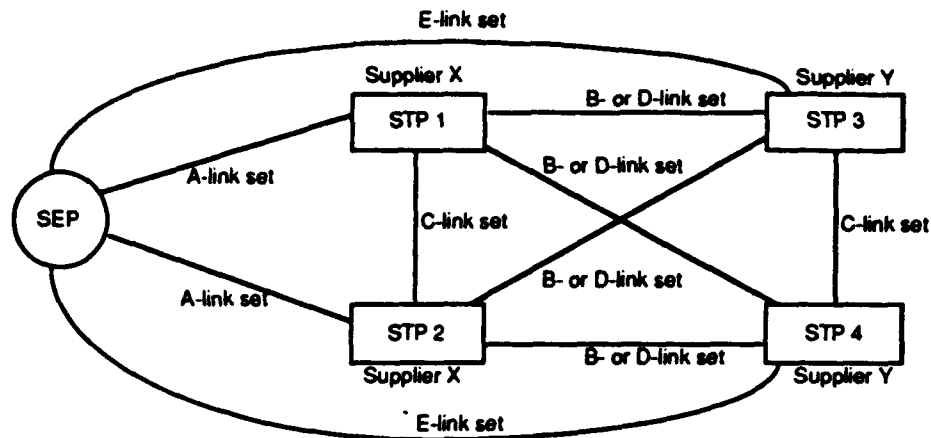 E-link set
Supplier X
Supplier Y
STP 1
B- or D-link set
STP 3
A-link set
B- or D-link set
SEP
C-link set
C-link set
A-link set
B- or D-link set
STP 2
B- or D-link set
STP 4
Supplier X
Supplier Y
E-link set